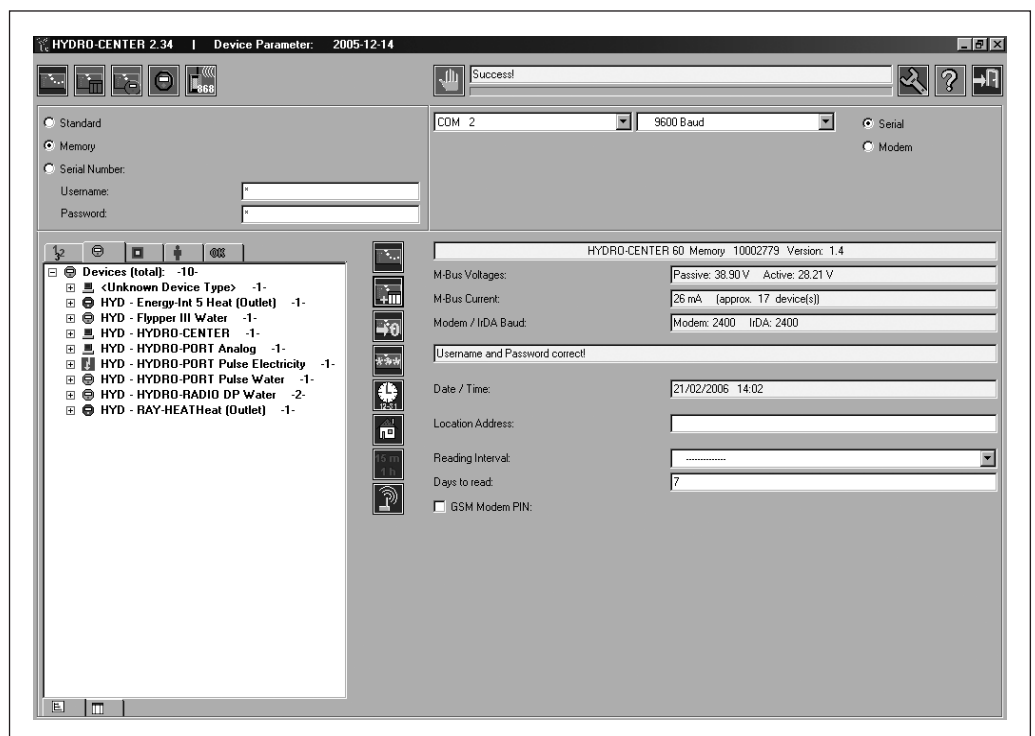 HYDRO-CENTER 2.34 | Device Parameter: 2005-12-14
868
Success!
Standard
Memory
Serial Number:
Username: *
Password: *
COM 2 9600 Baud
Serial
Modem
Devices (total): -10-
<Unknown Device Type> -1-
HYD - Energy-Int 5 Heat (Outlet) -1-
HYD - Flypper III Water -1-
HYD - HYDRO-CENTER -1-
HYD - HYDRO-PORT Analog -1-
HYD - HYDRO-PORT Pulse Electricity -1-
HYD - HYDRO-PORT Pulse Water -1-
HYD - HYDRO-RADIO DP Water -2-
HYD - RAY-HEATHeat (Outlet) -1-
12-31
15 m
1 h
HYDRO-CENTER 60 Memory 10002779 Version: 1.4
M-Bus Voltages: Passive: 38.90 V Active: 28.21 V
M-Bus Current: 26 mA (approx. 17 device(s))
Modem / IrDA Baud: Modem: 2400 IrDA: 2400
Username and Password correct!
Date / Time: 21/02/2006 14:02
Location Address:
Reading Interval: --------------
Days to read: 7
GSM Modem PIN: